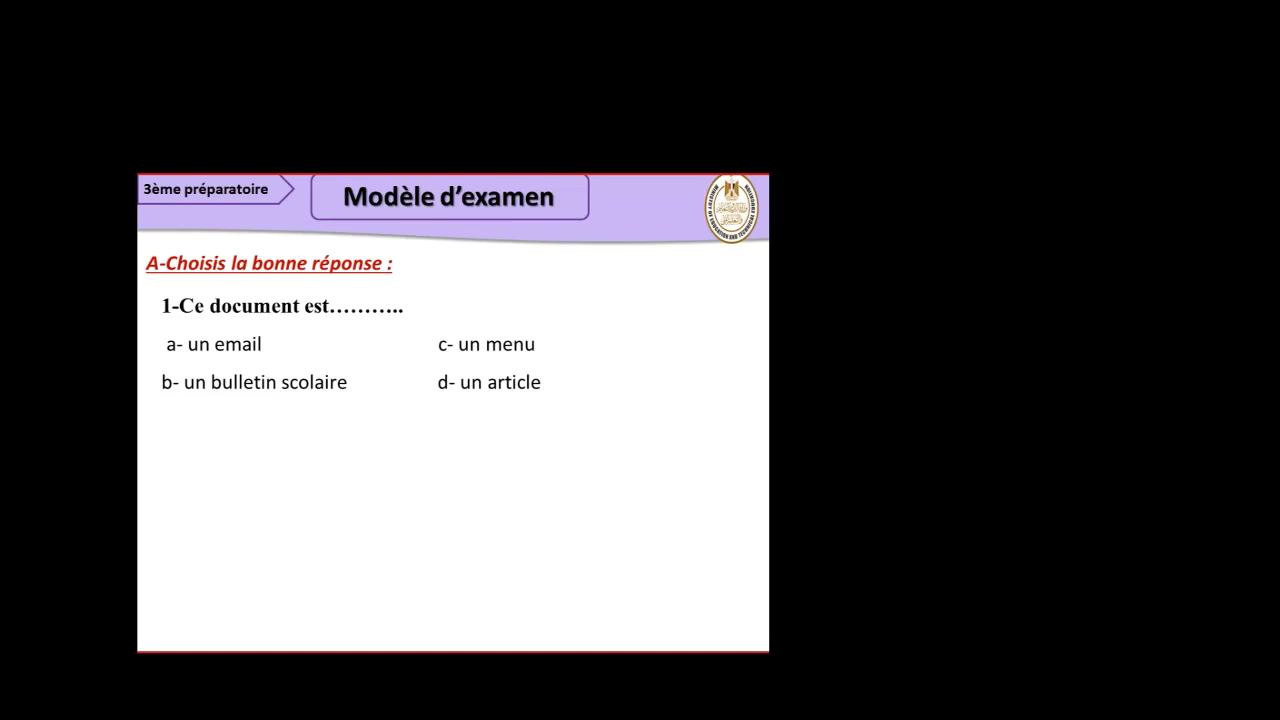 3ème préparatoire
Modèle d’examen
A-Choisis la bonne réponse :
1-Ce document est………..
a- un email
c- un menu
b- un bulletin scolaire
d- un article